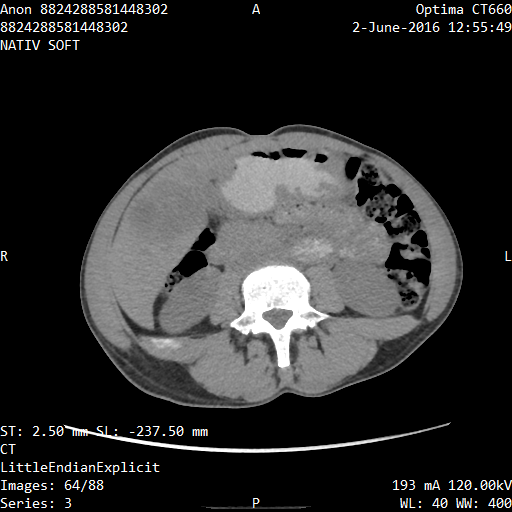 Anon 8824288581448302
A
Optima CT660
8824288581448302
2-June-2016 12:55:49
NATIV SOFT
R
L
ST: 2.50 mm SL: -237.50 mm
CT
LittleEndianExplicit
Images: 64/88
193 mA 120.00kV
Series: 3
P
WL: 40 WW: 400